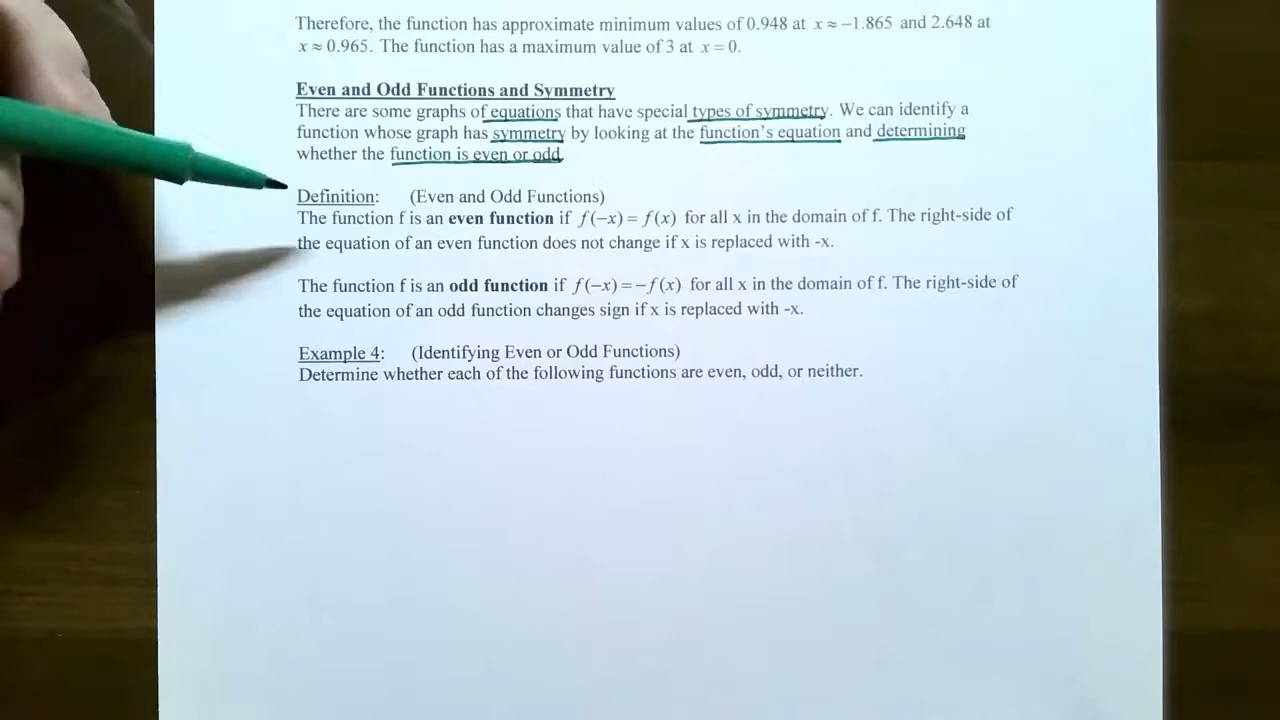 Therefore, the function has approximate minimum values of 0.948 at x ≈ −1.865 and 2.648 at
x ≈ 0.965. The function has a maximum value of 3 at x = 0.
Even and Odd Functions and Symmetry
There are some graphs of equations that have special types of symmetry. We can identify a
function whose graph has symmetry by looking at the function's equation and determining
whether the function is even or odd.
Definition: (Even and Odd Functions)
The function f is an even function if f(−x) = f(x) for all x in the domain of f. The right-side of
the equation of an even function does not change if x is replaced with -x.
The function f is an odd function if f(−x) = −f(x) for all x in the domain of f. The right-side of
the equation of an odd function changes sign if x is replaced with -x.
Example 4: (Identifying Even or Odd Functions)
Determine whether each of the following functions are even, odd, or neither.